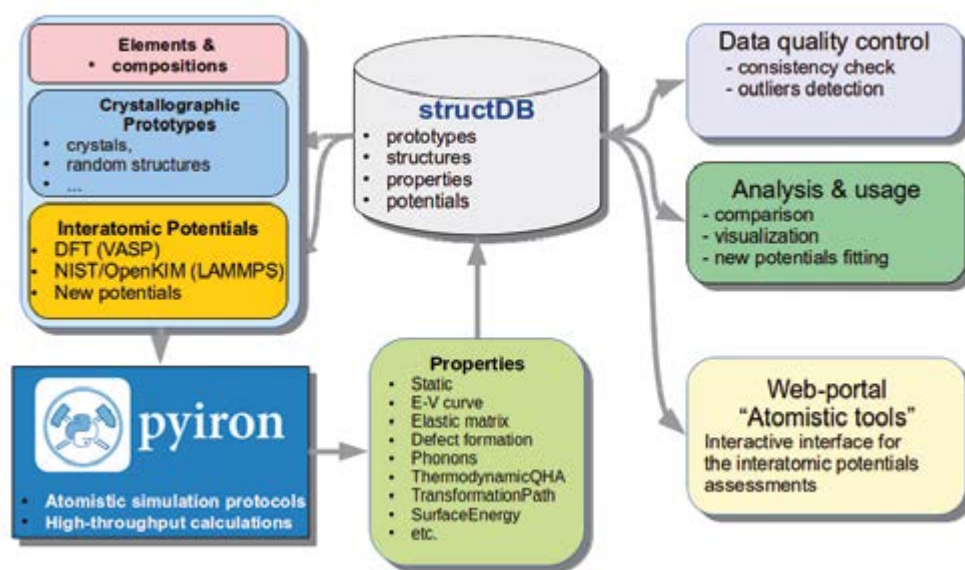 Elements &
• compositions
Crystallographic
Prototypes
• crystals,
• random structures
• ...
Interatomic Potentials
• DFT (VASP)
• NIST/OpenKIM (LAMMPS)
• New potentials
pyiron
• Atomistic simulation protocols
• High-throughput calculations
structDB
• prototypes
• structures
• properties
• potentials
Properties
• Static
• E-V curve
• Elastic matrix
• Defect formation
• Phonons
• ThermodynamicQHA
• TransformationPath
• SurfaceEnergy
• etc.
Data quality control
- consistency check
- outliers detection
Analysis & usage
- comparison
- visualization
- new potentials fitting
Web-portal
“Atomistic tools”
Interactive interface for
the interatomic potentials
assessments